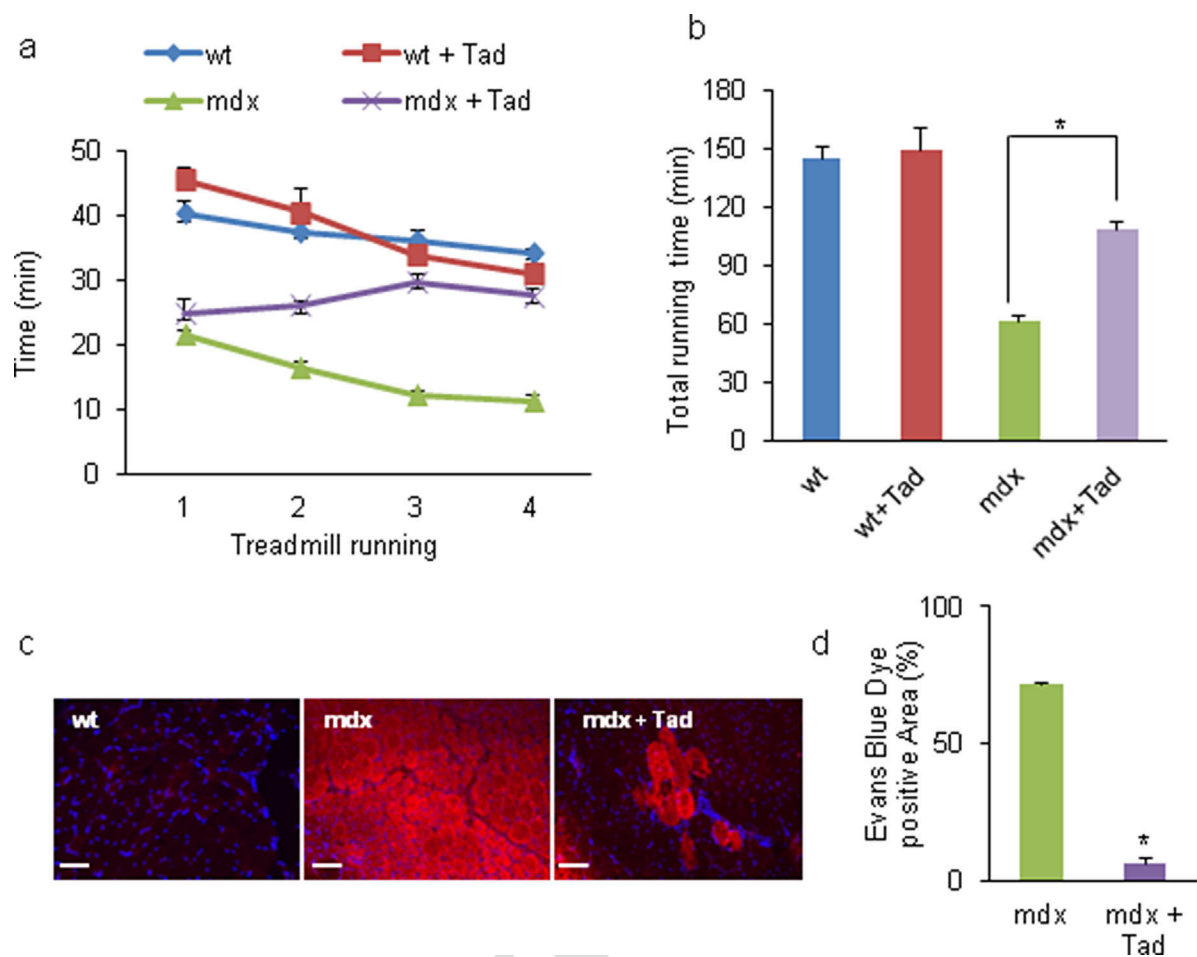 a
wt
wt + Tad
mdx
mdx + Tad
50
40
30
20
10
0
Time (min)
1 2 3 4
Treadmill running
b
180
150
120
90
60
30
0
Total running time (min)
*
wt
wt+Tad
mdx
mdx+Tad
c
wt
mdx
mdx + Tad
d
100
50
0
Evans Blue Dye
positive Area (%)
*
mdx
mdx +
Tad